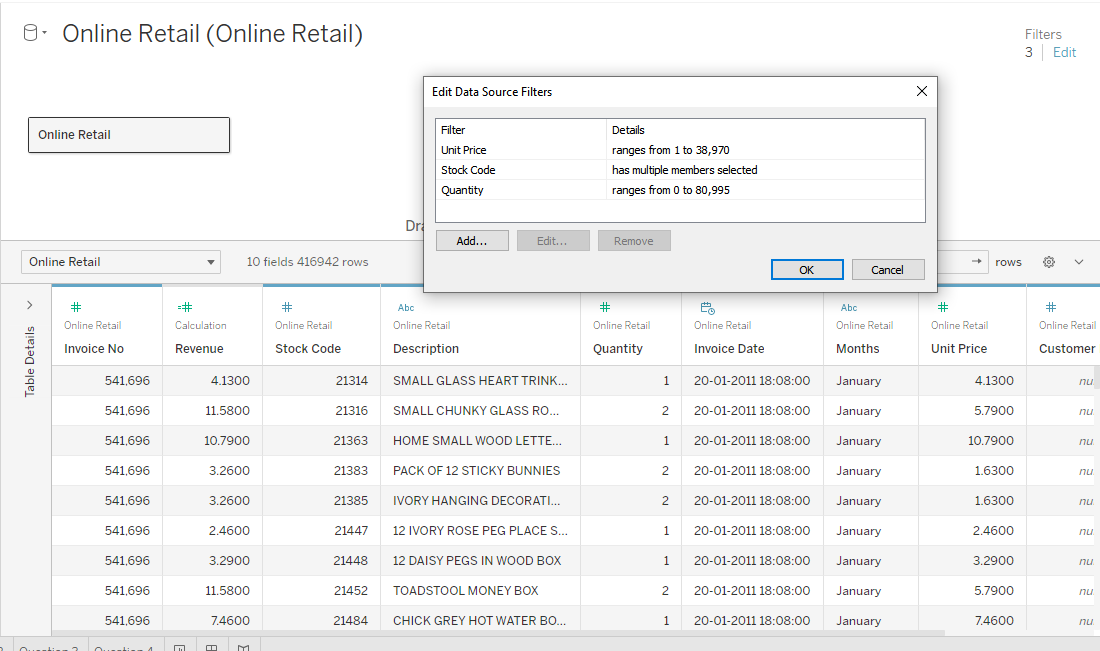 Online Retail (Online Retail)
Filters
3 Edit
Online Retail
Edit Data Source Filters
Filter Details
Unit Price ranges from 1 to 38,970
Stock Code has multiple members selected
Quantity ranges from 0 to 80,995
Add... Edit... Remove
OK Cancel
Online Retail 10 fields 416942 rows rows
Table Details
# =# # Abc # Abc # #
Online Retail Calculation Online Retail Online Retail Online Retail Online Retail Online Retail Online Retail Online Retail
Invoice No Revenue Stock Code Description Quantity Invoice Date Months Unit Price Customer
541,696 4.1300 21314 SMALL GLASS HEART TRINK... 1 20-01-2011 18:08:00 January 4.1300 nu
541,696 11.5800 21316 SMALL CHUNKY GLASS RO... 2 20-01-2011 18:08:00 January 5.7900 nu
541,696 10.7900 21363 HOME SMALL WOOD LETTE... 1 20-01-2011 18:08:00 January 10.7900 nu
541,696 3.2600 21383 PACK OF 12 STICKY BUNNIES 2 20-01-2011 18:08:00 January 1.6300 nu
541,696 3.2600 21385 IVORY HANGING DECORATI... 2 20-01-2011 18:08:00 January 1.6300 nu
541,696 2.4600 21447 12 IVORY ROSE PEG PLACE S... 1 20-01-2011 18:08:00 January 2.4600 nu
541,696 3.2900 21448 12 DAISY PEGS IN WOOD BOX 1 20-01-2011 18:08:00 January 3.2900 nu
541,696 11.5800 21452 TOADSTOOL MONEY BOX 2 20-01-2011 18:08:00 January 5.7900 nu
541,696 7.4600 21484 CHICK GREY HOT WATER BO... 1 20-01-2011 18:08:00 January 7.4600 nu
Question 3 Question 4